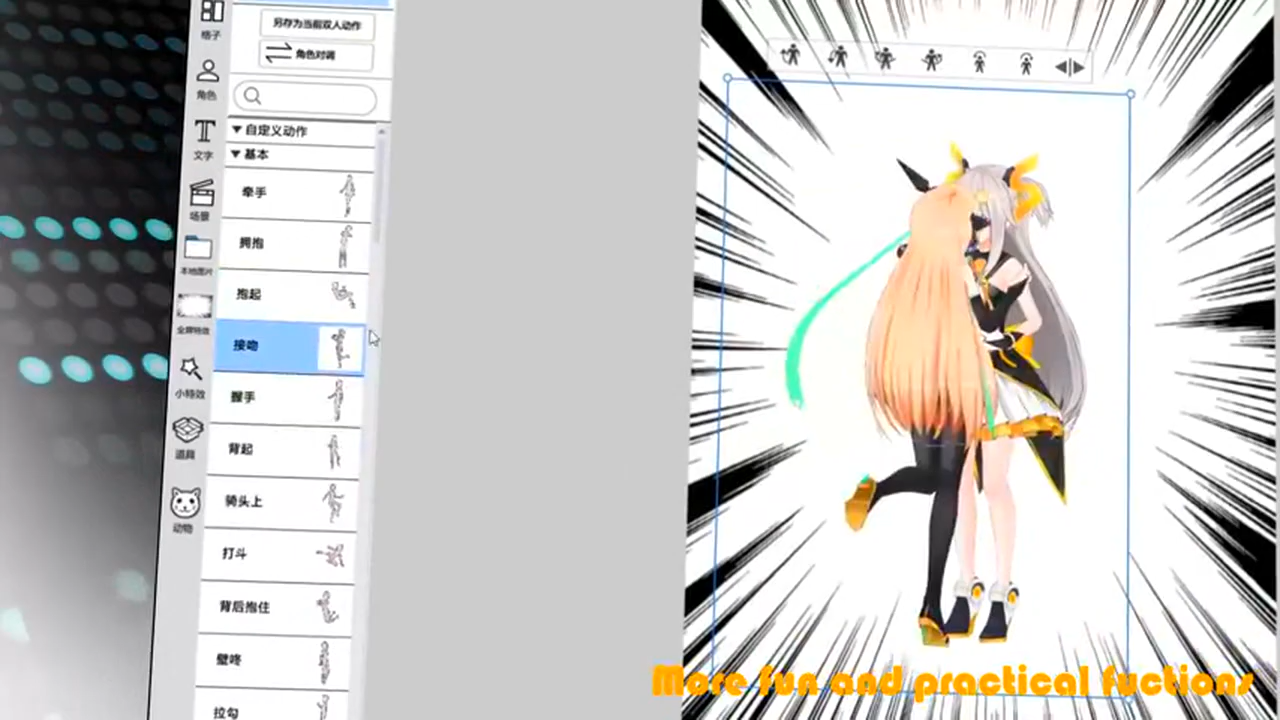 格子
角色
文字
场景
本地图片
全屏特效
小特效
道具
动物
另存为当前双人动作
角色对调
自定义动作
基本
牵手
拥抱
抱起
接吻
握手
背起
骑头上
打斗
背后抱住
壁咚
拉勾
More fun and practical fuctions